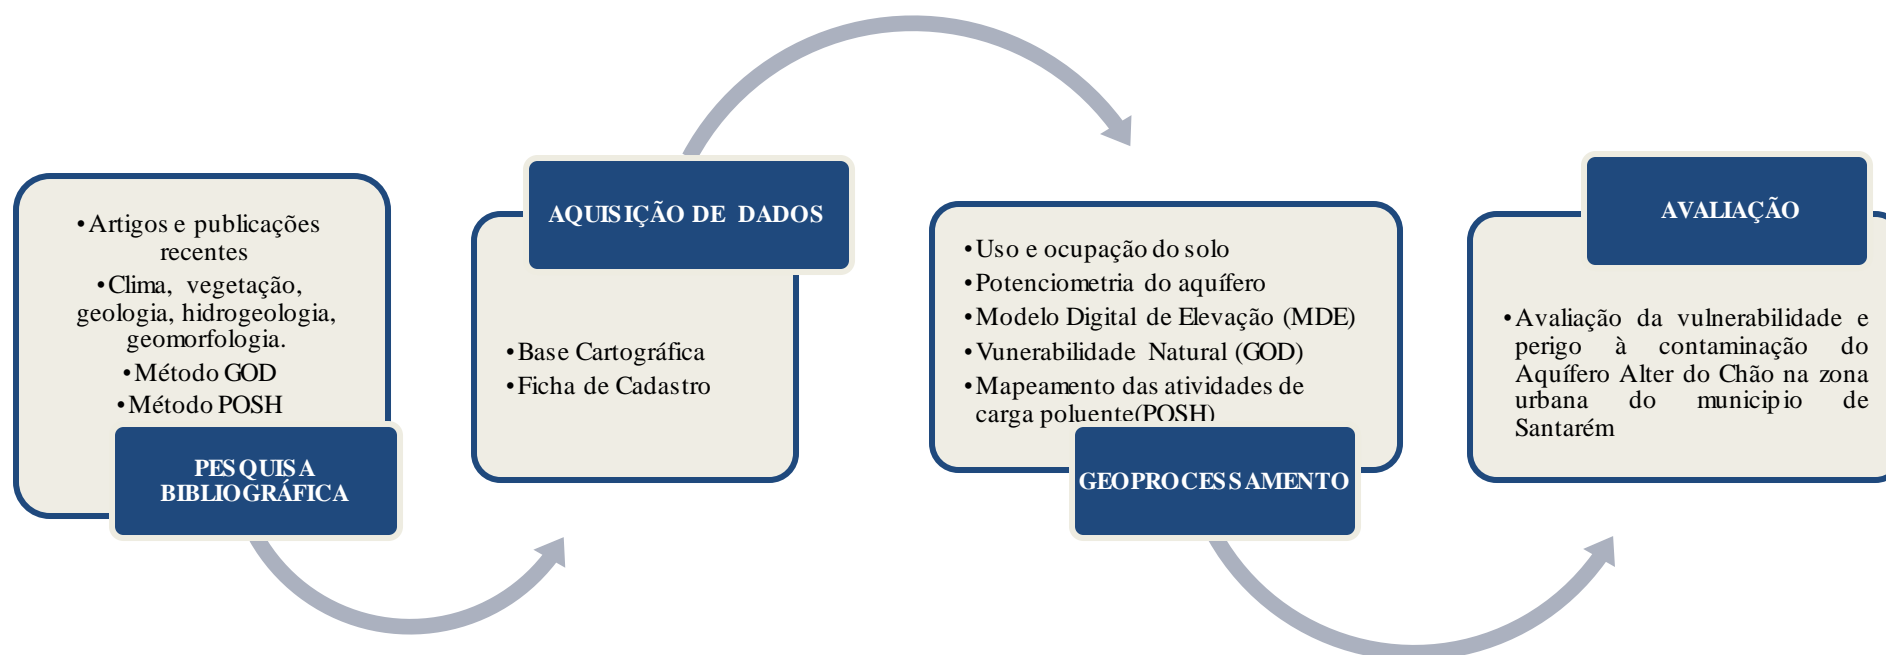 •Artigos e publicações
recentes
•Clima, vegetação,
geologia, hidrogeologia,
geomorfologia.
•Método GOD
•Método POSH
PESQUISA
BIBLIOGRÁFICA
AQUISIÇÃO DE DADOS
•Base Cartográfica
•Ficha de Cadastro
•Uso e ocupação do solo
•Potenciometria do aquífero
•Modelo Digital de Elevação (MDE)
•Vunerabilidade Natural (GOD)
•Mapeamento das atividades de
carga poluente(POSH)
GEOPROCESSAMENTO
AVALIAÇÃO
•Avaliação da vulnerabilidade e
perigo à contaminação do
Aquífero Alter do Chão na zona
urbana do municipio de
Santarém